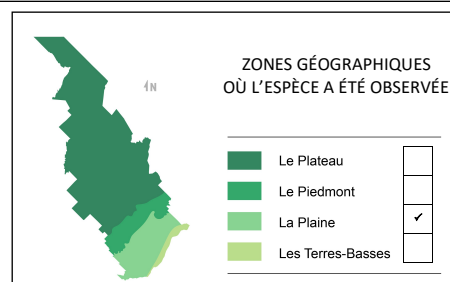 ZONES GÉOGRAPHIQUES
OÙ L'ESPÈCE A ÉTÉ OBSERVÉE
N
Le Plateau
Le Piedmont
La Plaine ✓
Les Terres-Basses